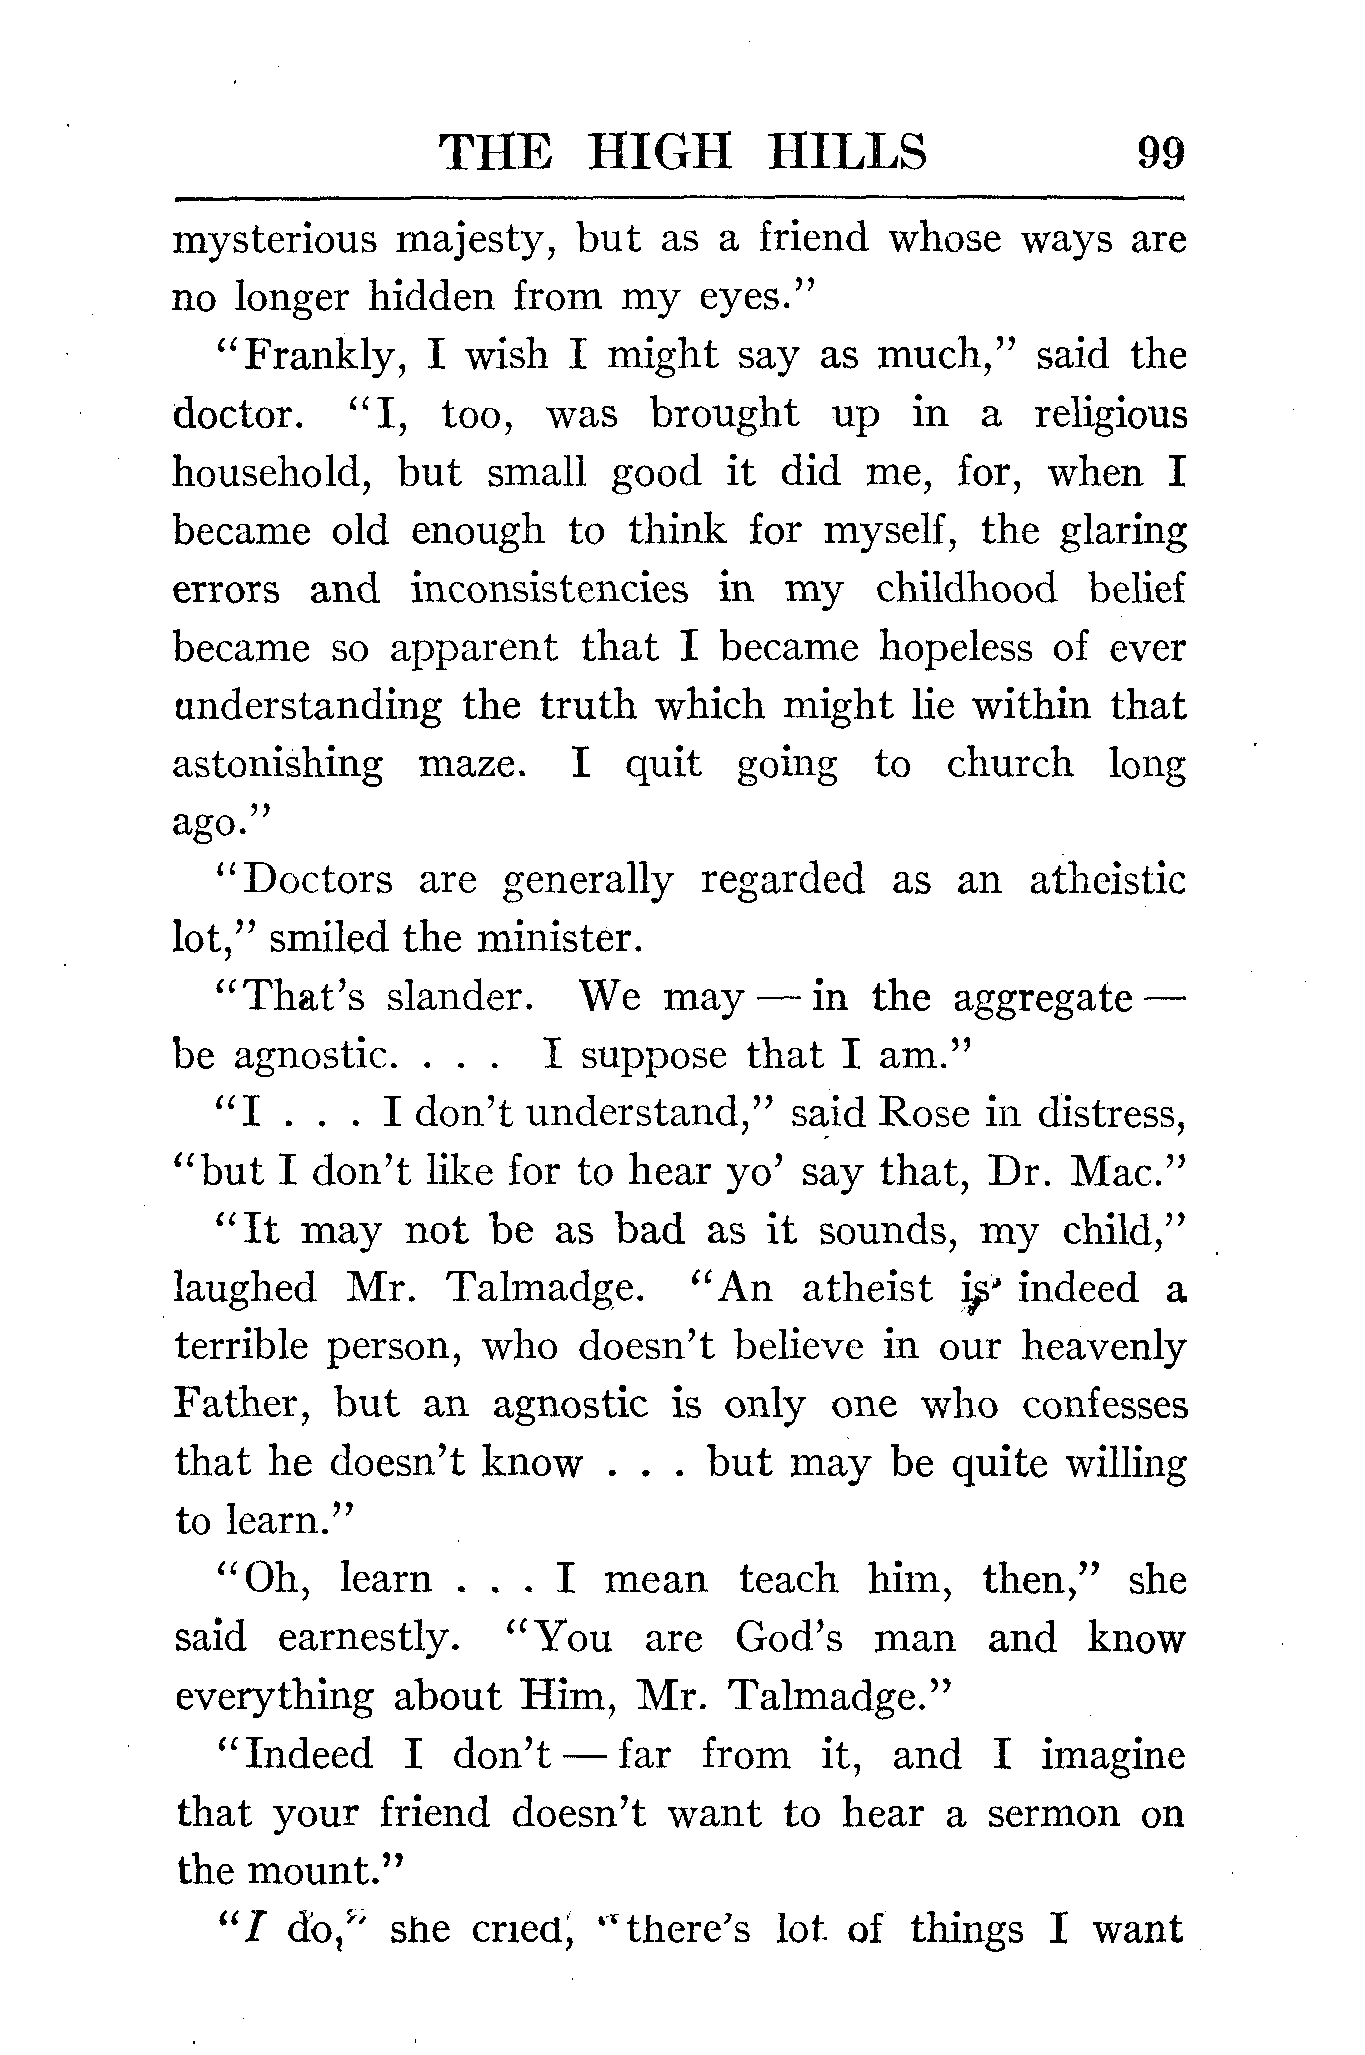 THE HIGH HILLS 99
mysterious majesty, but as a friend whose ways are
no longer hidden from my eyes.”
“Frankly, I wish I might say as much,” said the
doctor. “I, too, was brought up in a religious
household, but small good it did me, for, when I
became old enough to think for myself, the glaring
errors and inconsistencies in my childhood belief
became so apparent that I became hopeless of ever
understanding the truth which might lie within that
astonishing maze. I quit going to church long
ago.”
“Doctors are generally regarded as an atheistic
lot,” smiled the minister.
“That’s slander. We may — in the aggregate —
be agnostic. . . . I suppose that I am.”
“I . . . I don’t understand,” said Rose in distress,
“but I don’t like for to hear yo’ say that, Dr. Mac.”
“It may not be as bad as it sounds, my child,”
laughed Mr. Talmadge. “An atheist is indeed a
terrible person, who doesn’t believe in our heavenly
Father, but an agnostic is only one who confesses
that he doesn’t know . . . but may be quite willing
to learn.”
“Oh, learn . . . I mean teach him, then,” she
said earnestly. “You are God’s man and know
everything about Him, Mr. Talmadge.”
“Indeed I don’t — far from it, and I imagine
that your friend doesn’t want to hear a sermon on
the mount.”
“I do,” she cried, “there’s lot of things I want